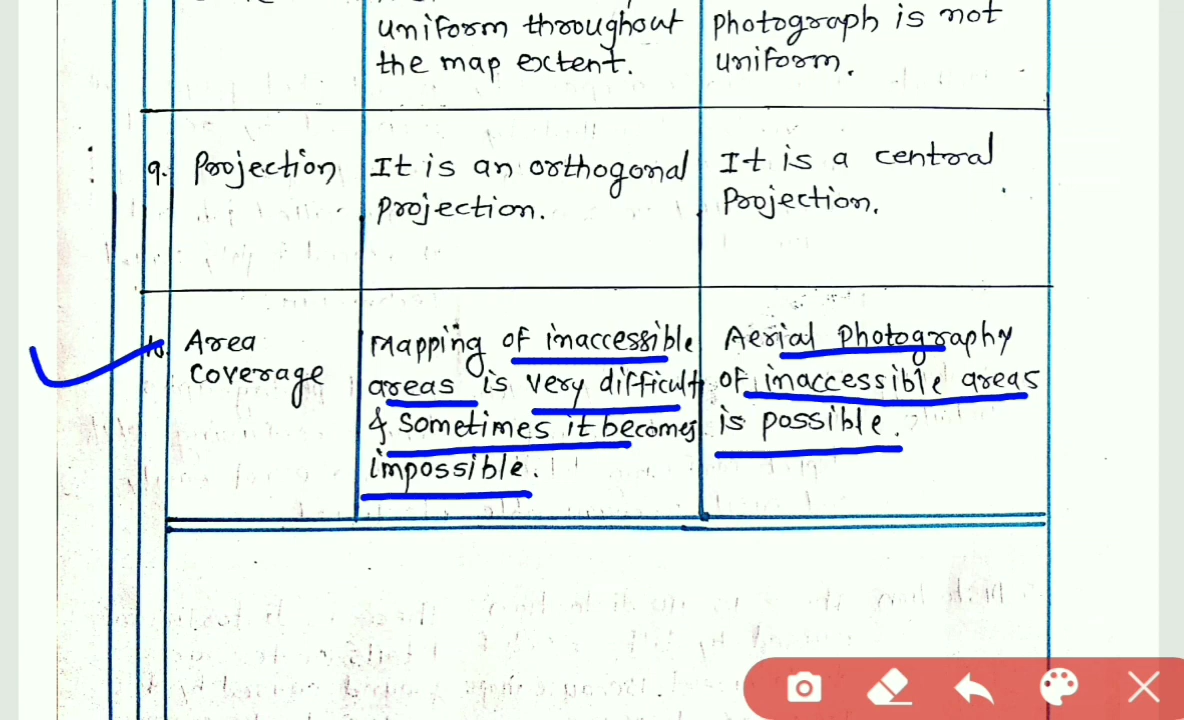 uniform throughout
the map extent.
Photograph is not
uniform.
9. Projection
It is an orthogonal
Projection.
It is a central
Projection.
10. Area
coverage
Mapping of inaccessible
areas is very difficult
& sometimes it becomes
impossible.
Aerial Photography
of inaccessible areas
is possible.